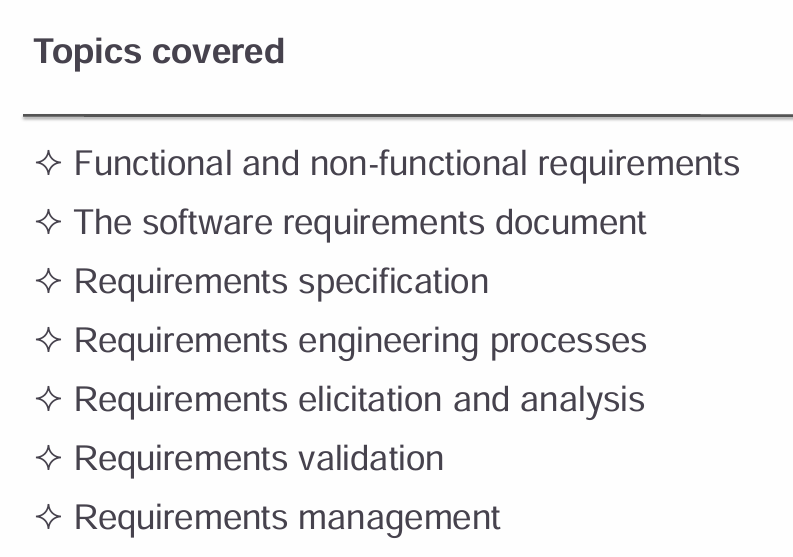 Topics covered
✧ Functional and non-functional requirements
✧ The software requirements document
✧ Requirements specification
✧ Requirements engineering processes
✧ Requirements elicitation and analysis
✧ Requirements validation
✧ Requirements management